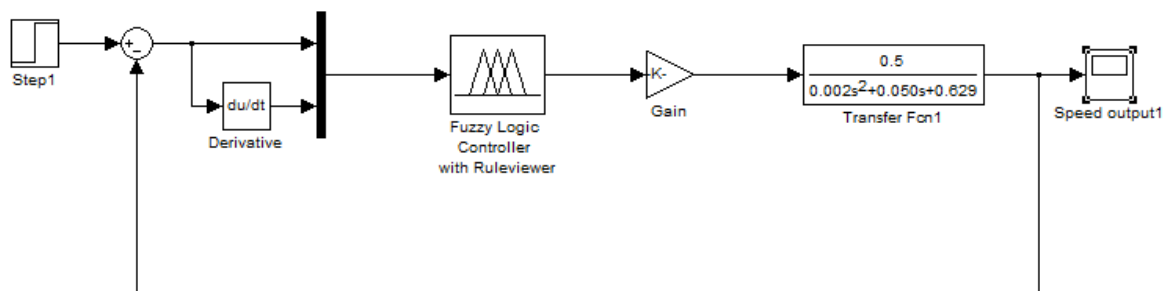 Step1
+
-
du/dt
Derivative
Fuzzy Logic
Controller
with Ruleviewer
K-
Gain
0.5
0.002s²+0.050s+0.629
Transfer Fcn1
Speed output1